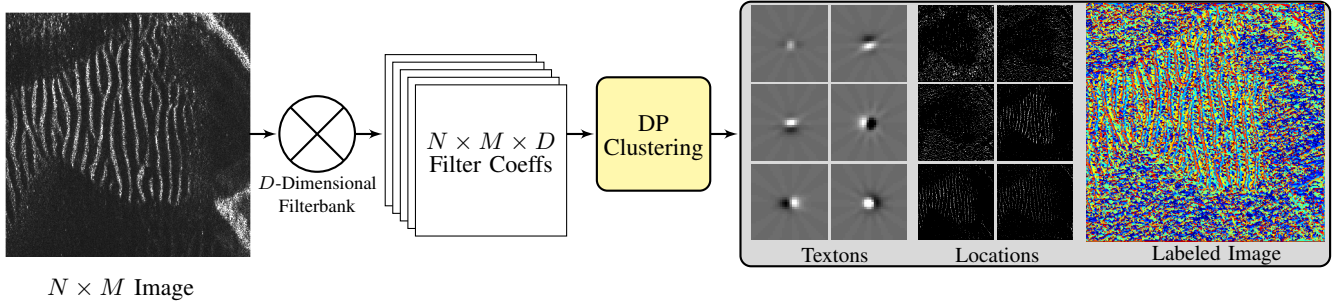 N × M Image
D-Dimensional
Filterbank
N × M × D
Filter Coeffs
DP
Clustering
Textons
Locations
Labeled Image